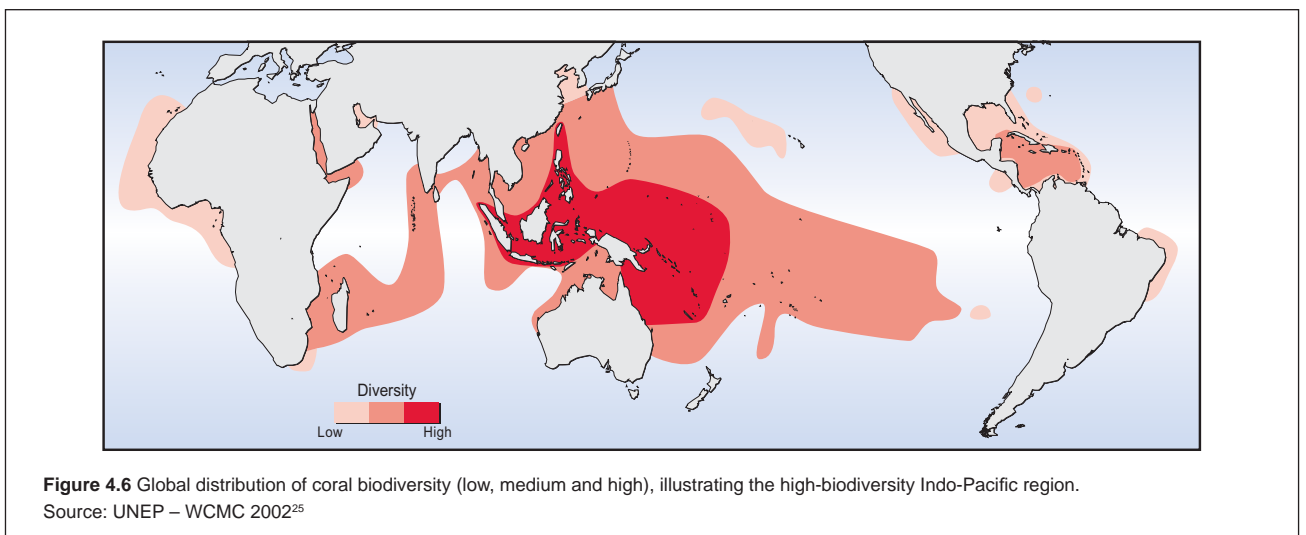 Diversity
Low High
Figure 4.6 Global distribution of coral biodiversity (low, medium and high), illustrating the high-biodiversity Indo-Pacific region.
Source: UNEP – WCMC 2002²⁵